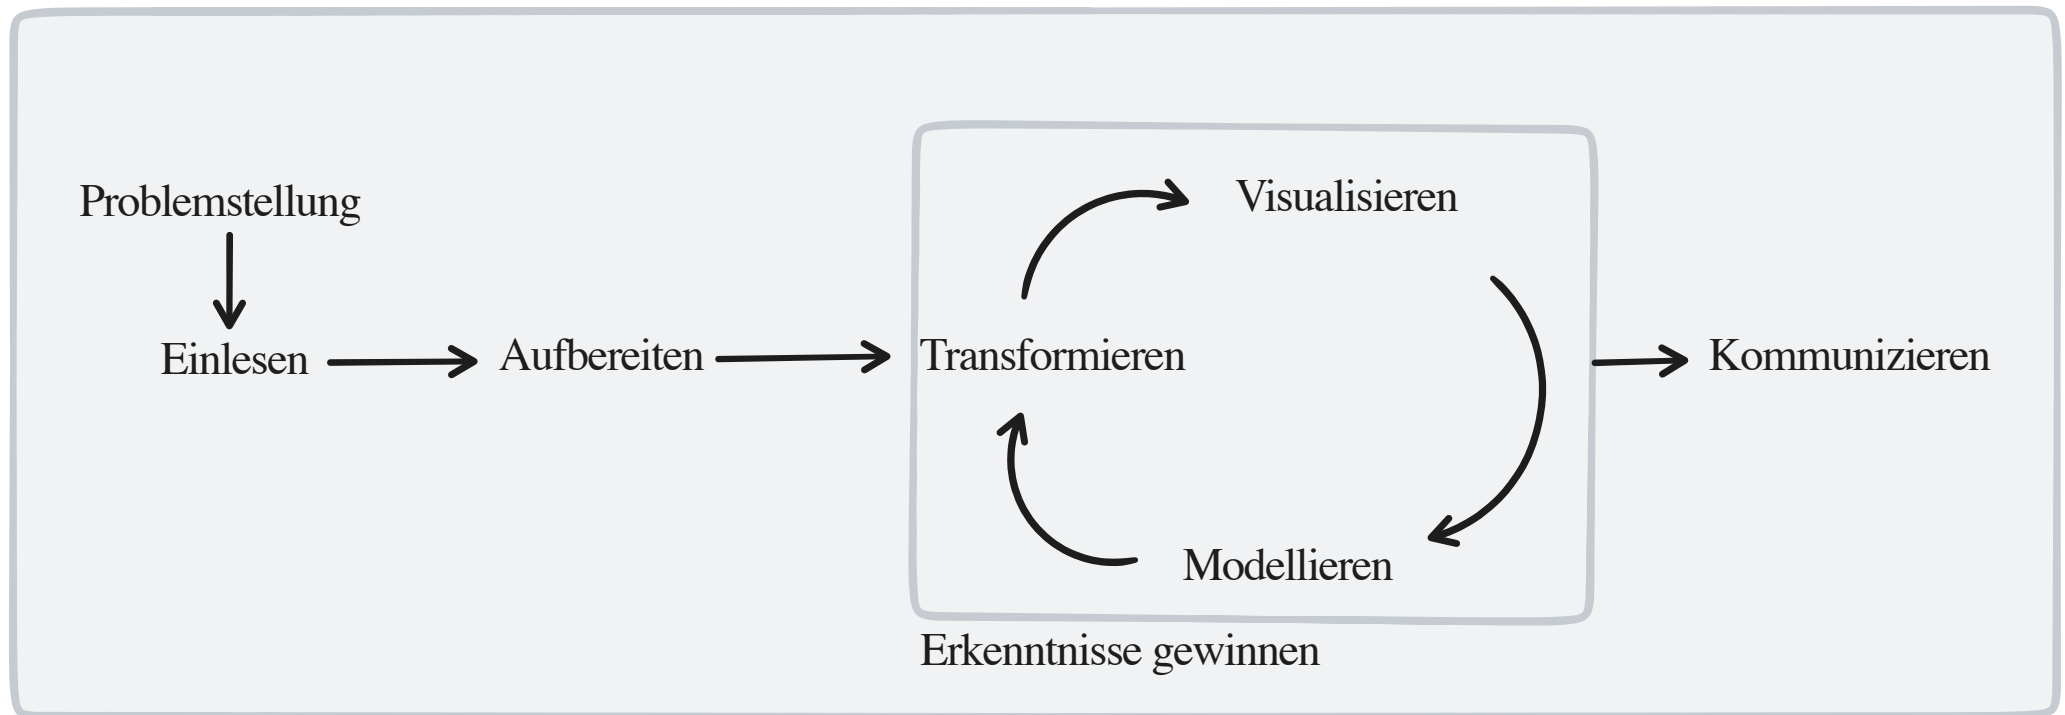 Problemstellung
Einlesen
Aufbereiten
Transformieren
Visualisieren
Modellieren
Erkenntnisse gewinnen
Kommunizieren